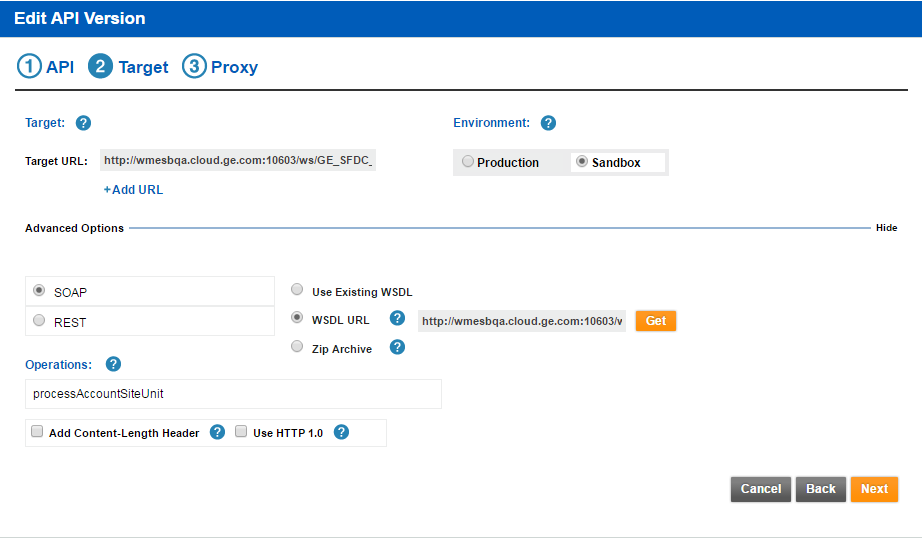 Edit API Version
1 API 2 Target 3 Proxy
Target: ? Environment: ?
Target URL: http://wmesbqa.cloud.ge.com:10603/ws/GE_SFDC_ Production Sandbox
+Add URL
Advanced Options Hide
SOAP Use Existing WSDL
REST WSDL URL ? http://wmesbqa.cloud.ge.com:10603/v Get
Zip Archive ?
Operations: ?
processAccountSiteUnit
Add Content-Length Header ? Use HTTP 1.0 ?
Cancel Back Next